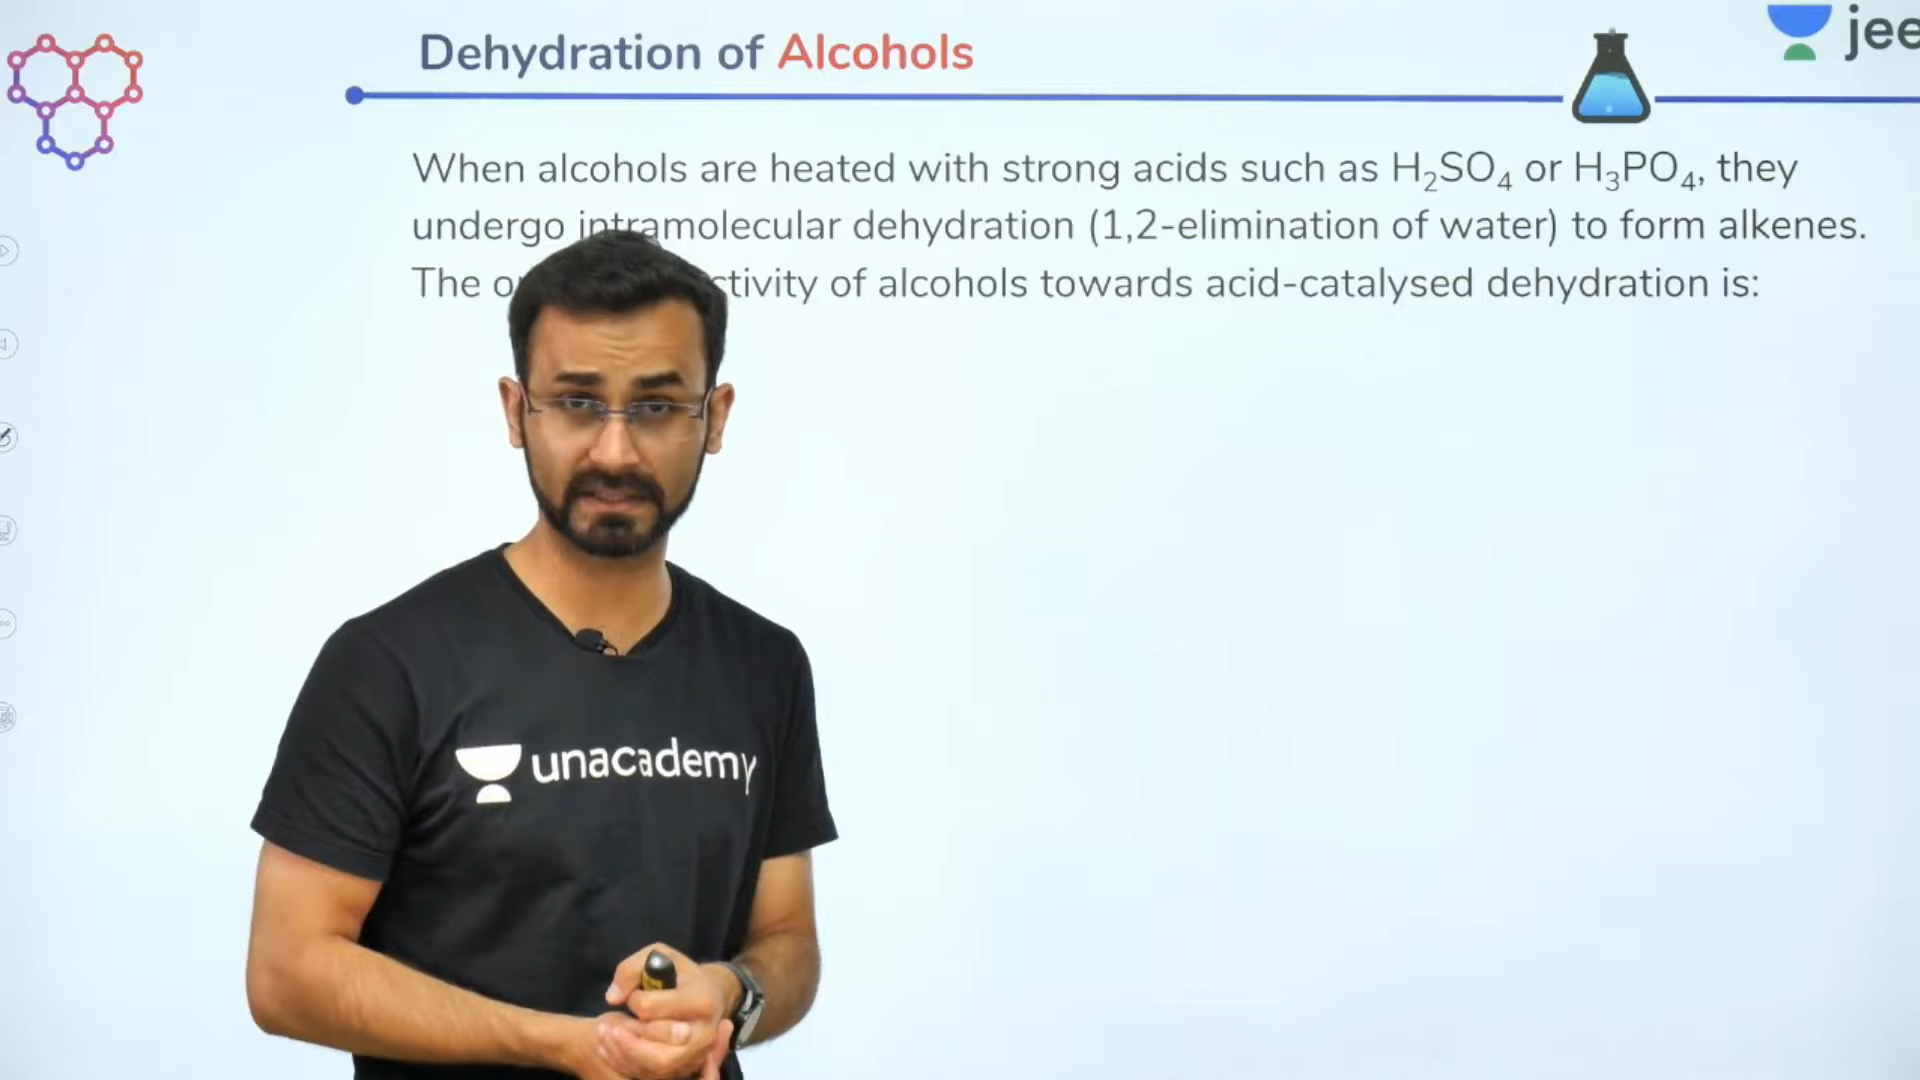 Dehydration of Alcohols
jee
When alcohols are heated with strong acids such as H₂SO₄ or H₃PO₄, they
undergo intramolecular dehydration (1,2-elimination of water) to form alkenes.
The of alcohols towards acid-catalysed dehydration is:
unacademy